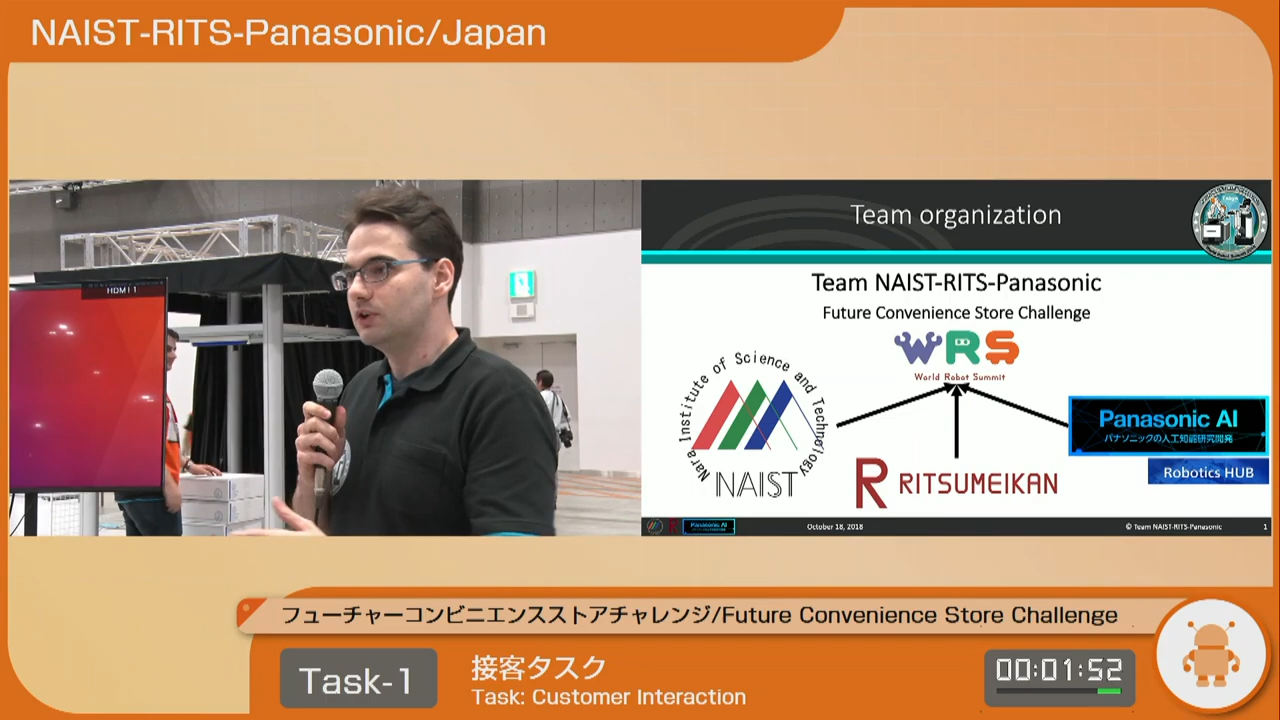 NAIST-RITS-Panasonic/Japan
HDMI 1
Team organization
Team NAIST-RITS-Panasonic
Future Convenience Store Challenge
WRS
World Robot Summit
Nara Institute of Science and Technology
NAIST
R RITSUMEIKAN
Panasonic AI
パナソニックの人工知能研究開発
Robotics HUB
Panasonic AI
October 18, 2018
© Team NAIST-RITS-Panasonic
1
フューチャーコンビニエンスストアチャレンジ/Future Convenience Store Challenge
Task-1
接客タスク
Task: Customer Interaction
00:01:52